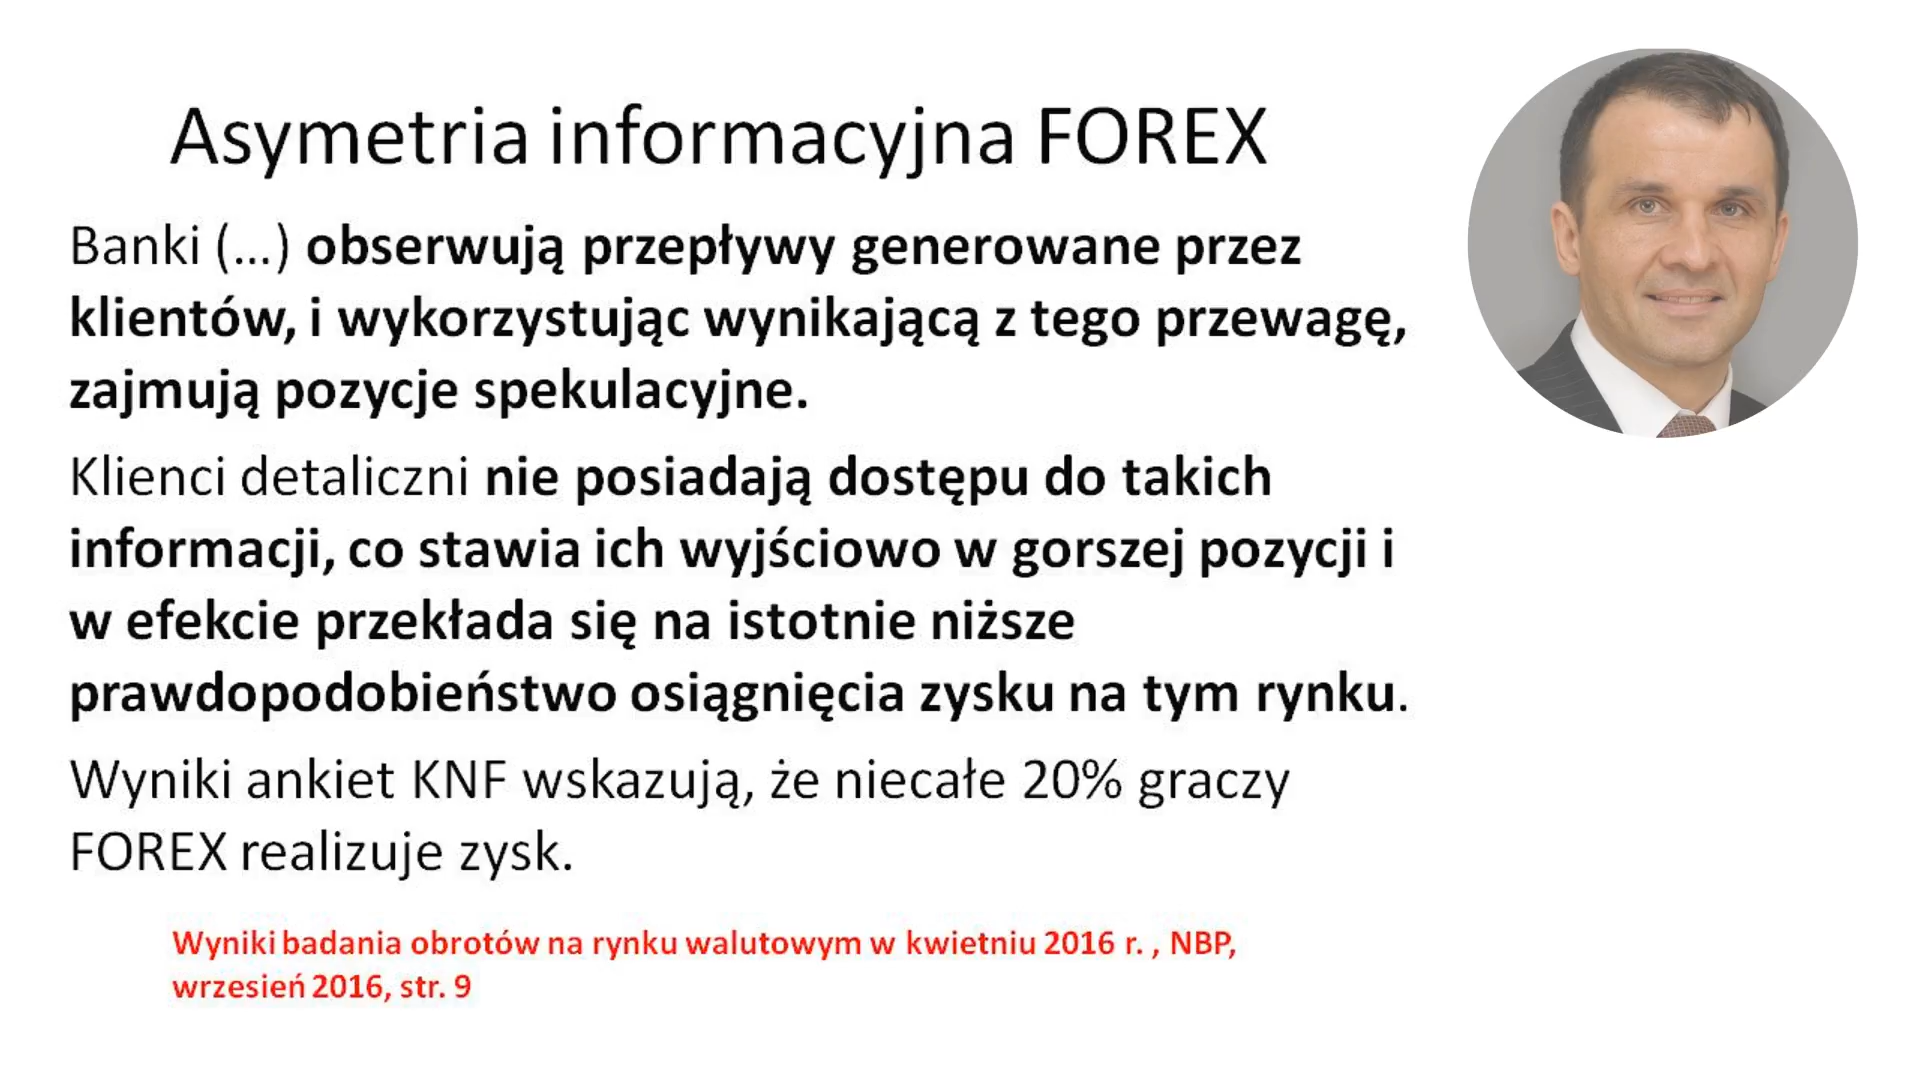 Asymetria informacyjna FOREX
Banki (...) obserwują przepływy generowane przez
klientów, i wykorzystując wynikającą z tego przewagę,
zajmują pozycje spekulacyjne.
Klienci detaliczni nie posiadają dostępu do takich
informacji, co stawia ich wyjściowo w gorszej pozycji i
w efekcie przekłada się na istotnie niższe
prawdopodobieństwo osiągnięcia zysku na tym rynku.
Wyniki ankiet KNF wskazują, że niecałe 20% graczy
FOREX realizuje zysk.
Wyniki badania obrotów na rynku walutowym w kwietniu 2016 r. , NBP,
wrzesień 2016, str. 9